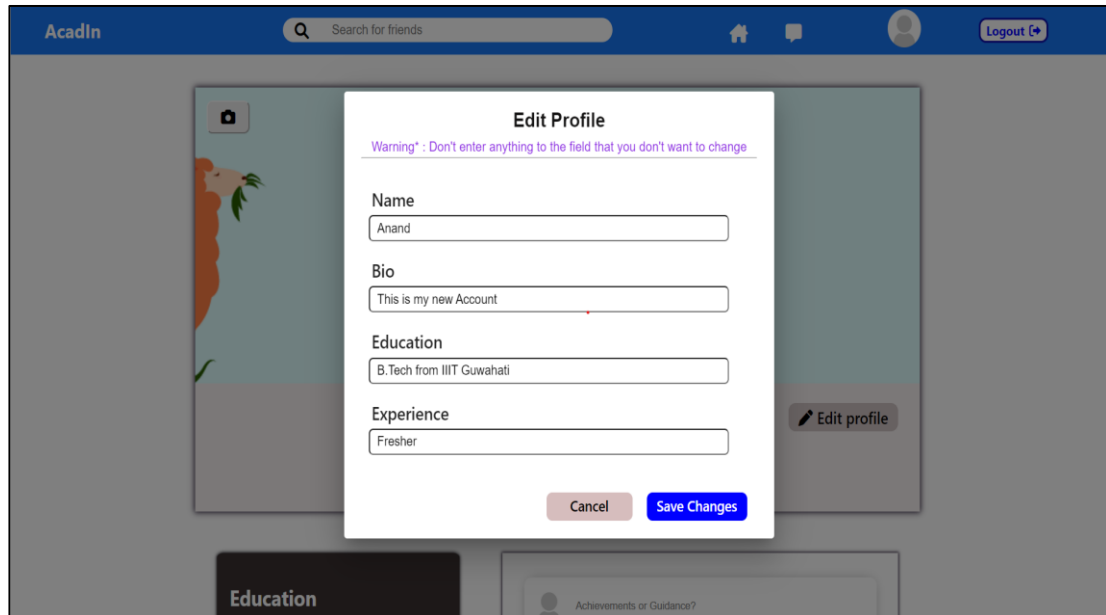 AcadIn
Search for friends
Logout
Edit Profile
Warning* : Don't enter anything to the field that you don't want to change
Name
Anand
Bio
This is my new Account
Education
B.Tech from IIIT Guwahati
Experience
Fresher
Edit profile
Cancel
Save Changes
Education
Achievements or Guidance?